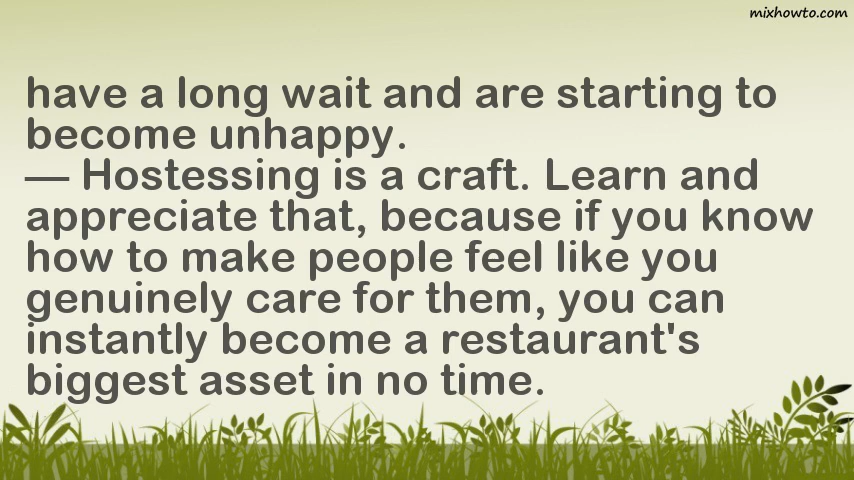 mixhowto.com
have a long wait and are starting to
become unhappy.
— Hostessing is a craft. Learn and
appreciate that, because if you know
how to make people feel like you
genuinely care for them, you can
instantly become a restaurant's
biggest asset in no time.